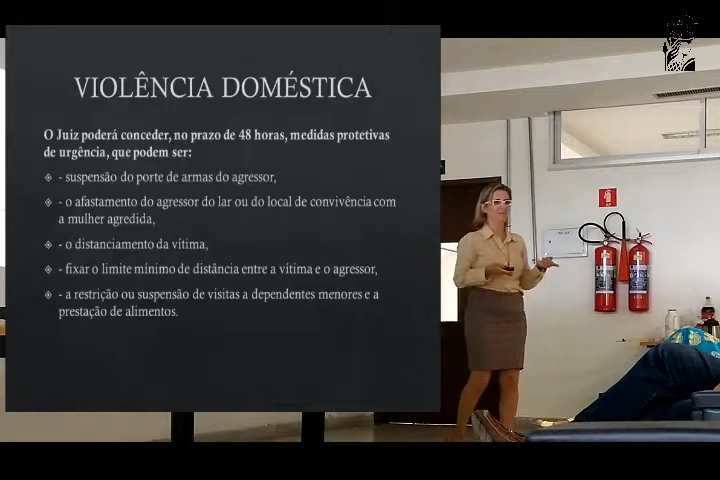 VIOLÊNCIA DOMÉSTICA
O Juiz poderá conceder, no prazo de 48 horas, medidas protetivas
de urgência, que podem ser:
- suspensão do porte de armas do agressor,
- o afastamento do agressor do lar ou do local de convivência com
a mulher agredida,
- o distanciamento da vítima,
- fixar o limite mínimo de distância entre a vítima e o agressor,
- a restrição ou suspensão de visitas a dependentes menores e a
prestação de alimentos.